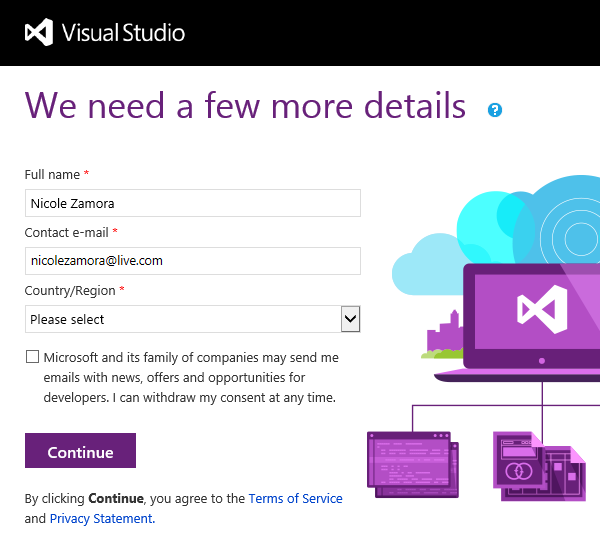 Visual Studio
We need a few more details ?
Full name *
Nicole Zamora
Contact e-mail *
nicolezamora@live.com
Country/Region *
Please select
Microsoft and its family of companies may send me
emails with news, offers and opportunities for
developers. I can withdraw my consent at any time.
Continue
By clicking Continue, you agree to the Terms of Service
and Privacy Statement.